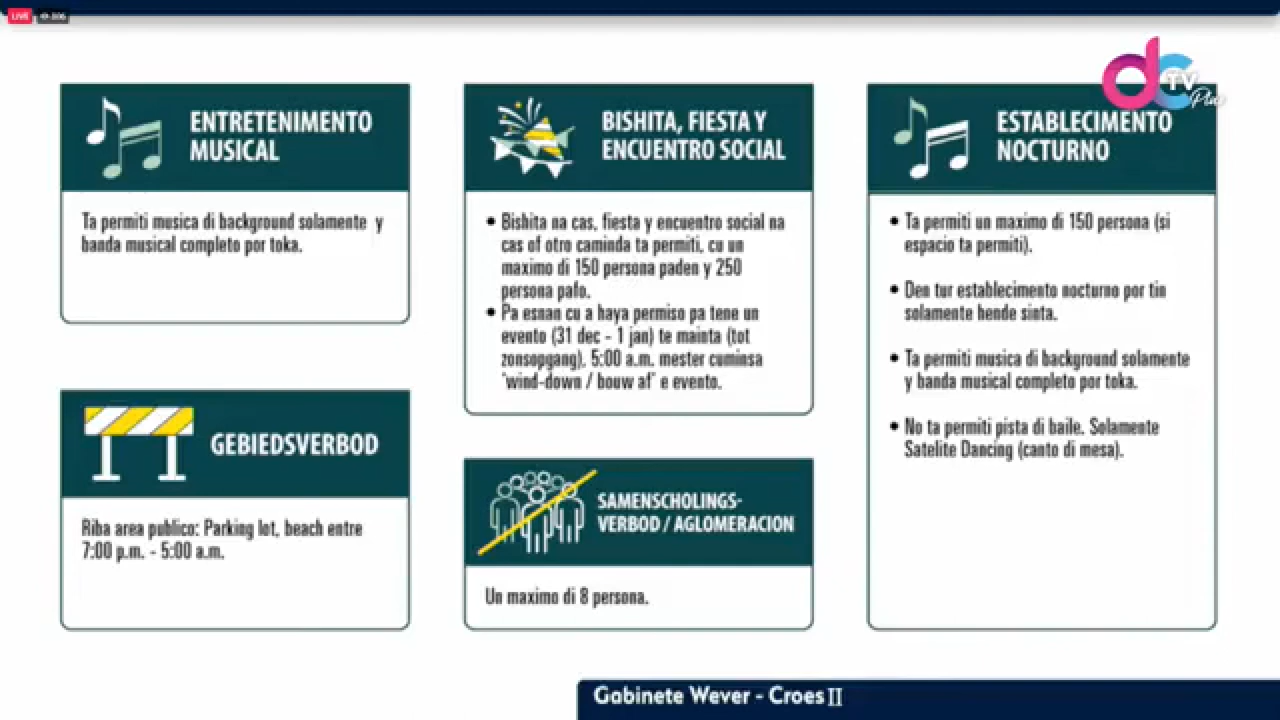 LIVE
306
dc
TV
Plus
ENTRETENIMENTO
MUSICAL
Ta permiti musica di background solamente y
banda musical completo por toka.
GEBIEDSVERBOD
Riba area publico: Parking lot, beach entre
7:00 p.m. - 5:00 a.m.
BISHITA, FIESTA Y
ENCUENTRO SOCIAL
• Bishita na cas, fiesta y encuentro social na
cas of otro caminda ta permiti, cu un
maximo di 150 persona paden y 250
persona pafo.
• Pa esnan cu a haya permiso pa tene un
evento (31 dec - 1 jan) te mainta (tot
zonsopgang), 5:00 a.m. mester cuminsa
'wind-down / bouw af' e evento.
SAMENSCHOLINGS-
VERBOD / AGLOMERACION
Un maximo di 8 persona.
ESTABLECIMENTO
NOCTURNO
• Ta permiti un maximo di 150 persona (si
espacio ta permiti).
• Den tur establecimento nocturno por tin
solamente hende sinta.
• Ta permiti musica di background solamente
y banda musical completo por toka.
• No ta permiti pista di baile. Solamente
Satelite Dancing (canto di mesa).
Gabinete Wever - Croes II